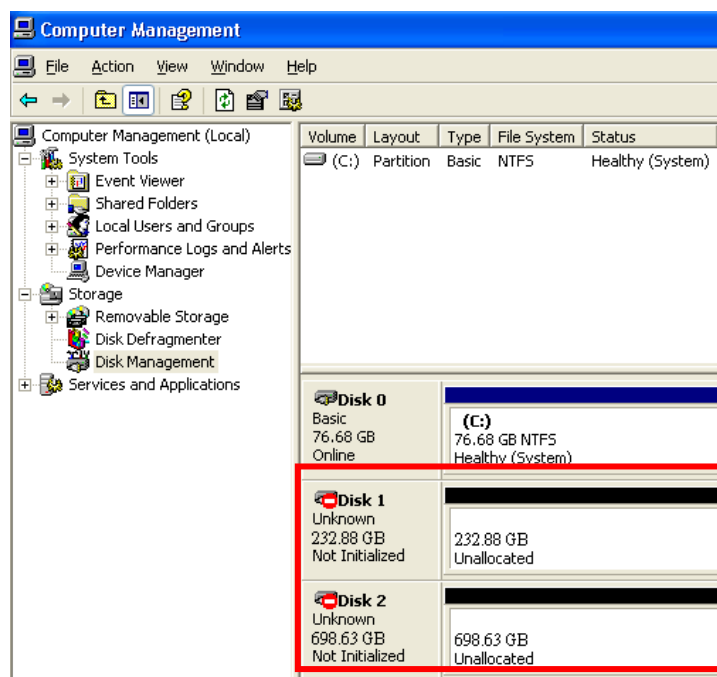 Computer Management
File Action View Window Help
Computer Management (Local)
System Tools
Event Viewer
Shared Folders
Local Users and Groups
Performance Logs and Alerts
Device Manager
Storage
Removable Storage
Disk Defragmenter
Disk Management
Services and Applications
Volume Layout Type File System Status
(C:) Partition Basic NTFS Healthy (System)
Disk 0
Basic
76.68 GB
Online
(C:)
76.68 GB NTFS
Healthy (System)
Disk 1
Unknown
232.88 GB
Not Initialized
232.88 GB
Unallocated
Disk 2
Unknown
698.63 GB
Not Initialized
698.63 GB
Unallocated